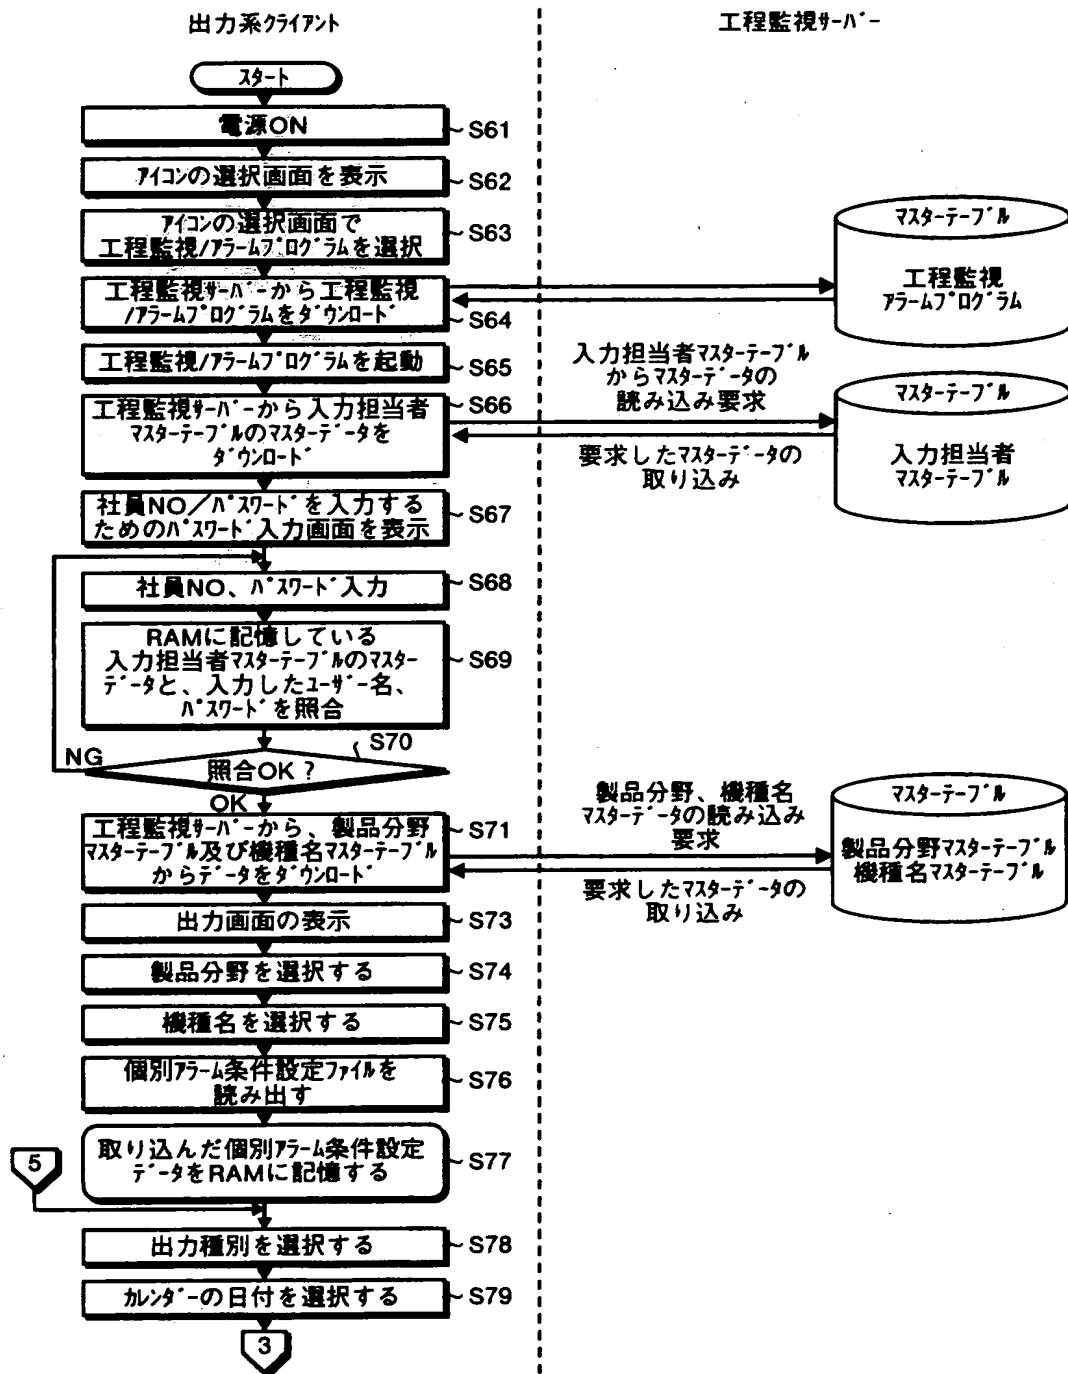 出力系クライアント
工程監視サーバー
スタート
電源ON
S61
アイコンの選択画面を表示
S62
アイコンの選択画面で
工程監視/アラームプログラムを選択
S63
工程監視サーバーから工程監視
/アラームプログラムをダウンロード
S64
マスターテーブル
工程監視
アラームプログラム
工程監視/アラームプログラムを起動
S65
工程監視サーバーから入力担当者
マスターテーブルのマスターデータを
ダウンロード
S66
入力担当者マスターテーブル
からマスターデータの
読み込み要求
要求したマスターデータの
取り込み
マスターテーブル
入力担当者
マスターテーブル
社員NO/パスワードを入力する
ためのパスワード入力画面を表示
S67
社員NO、パスワード入力
S68
RAMに記憶している
入力担当者マスターテーブルのマスター
データと、入力したユーザー名、
パスワードを照合
S69
S70
NG
照合OK?
OK
工程監視サーバーから、製品分野
マスターテーブル及び機種名マスターテーブル
からデータをダウンロード
S71
製品分野、機種名
マスターデータの読み込み
要求
要求したマスターデータの
取り込み
マスターテーブル
製品分野マスターテーブル
機種名マスターテーブル
出力画面の表示
S73
製品分野を選択する
S74
機種名を選択する
S75
個別アラーム条件設定ファイルを
読み出す
S76
取り込んだ個別アラーム条件設定
データをRAMに記憶する
S77
5
出力種別を選択する
S78
カレンダーの日付を選択する
S79
3